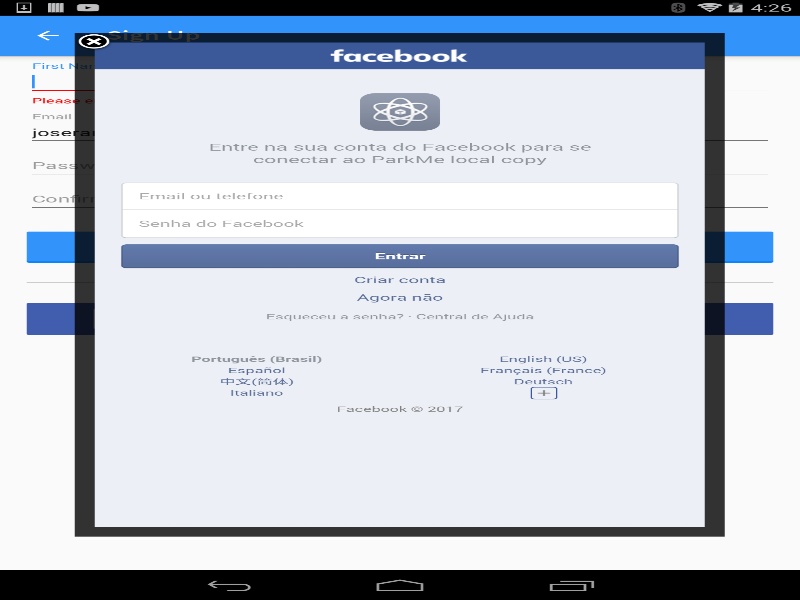 4:26
Sign Up
facebook
First Na
Please e
Email
joserar
Passw
Confir
Entre na sua conta do Facebook para se
conectar ao ParkMe local copy
Email ou telefone
Senha do Facebook
Entrar
Criar conta
Agora não
Esqueceu a senha? · Central de Ajuda
Português (Brasil)
English (US)
Español
Français (France)
中文(简体)
Deutsch
Italiano
Facebook © 2017